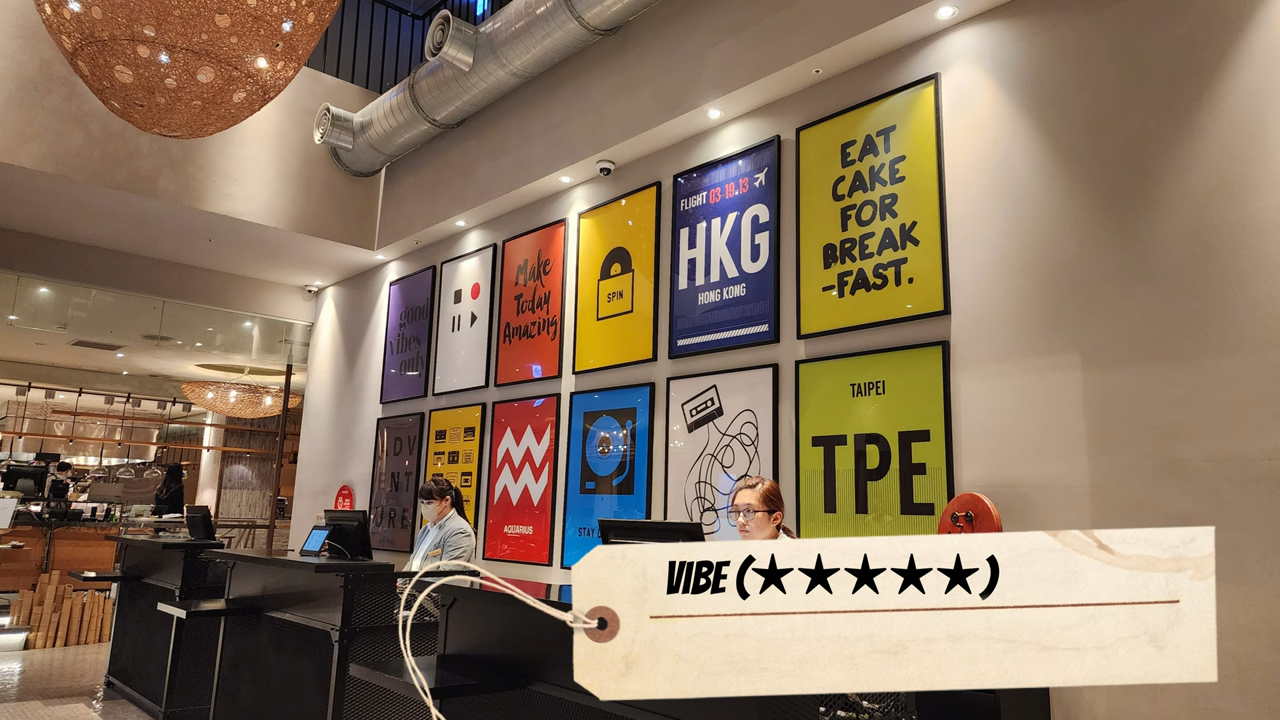 good
vibes
only
Make
Today
Amazing
SPIN
FLIGHT 03-19.13
HKG
HONG KONG
EAT
CAKE
FOR
BREAK
-FAST.
ADV
ENT
URE
AQUARIUS
STAY
TAIPEI
TPE
VIBE (★★★★★)